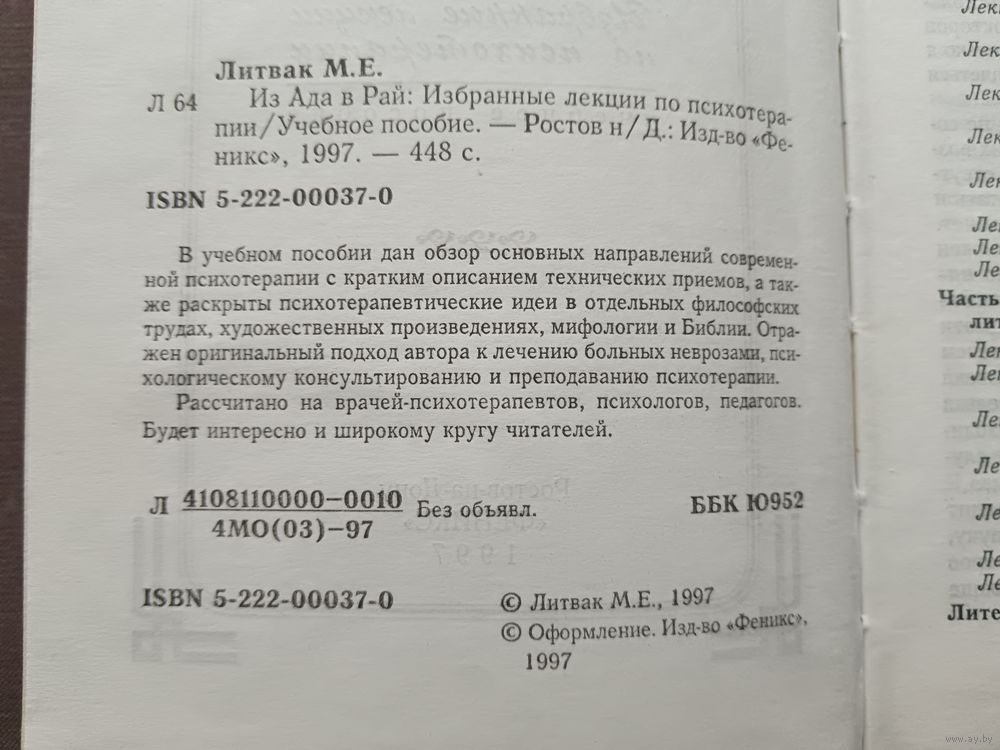 Литвак М.Е.
Л 64 Из Ада в Рай: Избранные лекции по психотера-
пии/Учебное пособие. — Ростов н/Д.: Изд-во «Фе-
никс», 1997. — 448 с.
ISBN 5-222-00037-0
В учебном пособии дан обзор основных направлений современ-
ной психотерапии с кратким описанием технических приемов, а так-
же раскрыты психотерапевтические идеи в отдельных философских
трудах, художественных произведениях, мифологии и Библии. Отра-
жен оригинальный подход автора к лечению больных неврозами, пси-
хологическому консультированию и преподаванию психотерапии.
Рассчитано на врачей-психотерапевтов, психологов, педагогов.
Будет интересно и широкому кругу читателей.
Л 4108110000—0010 Без объявл. ББК Ю952
4МО(03)—97
ISBN 5-222-00037-0
© Литвак М.Е., 1997
© Оформление. Изд-во «Феникс»,
1997
Часть
www.ay.by